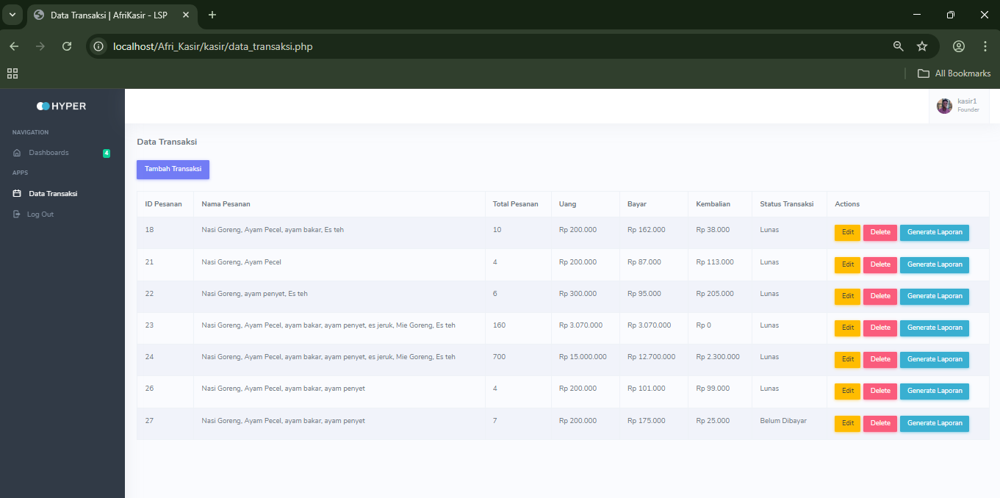 Data Transaksi | AfriKasir - LSP
localhost/Afri_Kasir/kasir/data_transaksi.php
All Bookmarks
HYPER
kasir1
Founder
NAVIGATION
Dashboards 4
APPS
Data Transaksi
Log Out
Data Transaksi
Tambah Transaksi
ID Pesanan Nama Pesanan Total Pesanan Uang Bayar Kembalian Status Transaksi Actions
18 Nasi Goreng, Ayam Pecel, ayam bakar, Es teh 10 Rp 200.000 Rp 162.000 Rp 38.000 Lunas Edit Delete Generate Laporan
21 Nasi Goreng, Ayam Pecel 4 Rp 200.000 Rp 87.000 Rp 113.000 Lunas Edit Delete Generate Laporan
22 Nasi Goreng, ayam penyet, Es teh 6 Rp 300.000 Rp 95.000 Rp 205.000 Lunas Edit Delete Generate Laporan
23 Nasi Goreng, Ayam Pecel, ayam bakar, ayam penyet, es jeruk, Mie Goreng, Es teh 160 Rp 3.070.000 Rp 3.070.000 Rp 0 Lunas Edit Delete Generate Laporan
24 Nasi Goreng, Ayam Pecel, ayam bakar, ayam penyet, es jeruk, Mie Goreng, Es teh 700 Rp 15.000.000 Rp 12.700.000 Rp 2.300.000 Lunas Edit Delete Generate Laporan
26 Nasi Goreng, Ayam Pecel, ayam bakar, ayam penyet 4 Rp 200.000 Rp 101.000 Rp 99.000 Lunas Edit Delete Generate Laporan
27 Nasi Goreng, Ayam Pecel, ayam bakar, ayam penyet 7 Rp 200.000 Rp 175.000 Rp 25.000 Belum Dibayar Edit Delete Generate Laporan